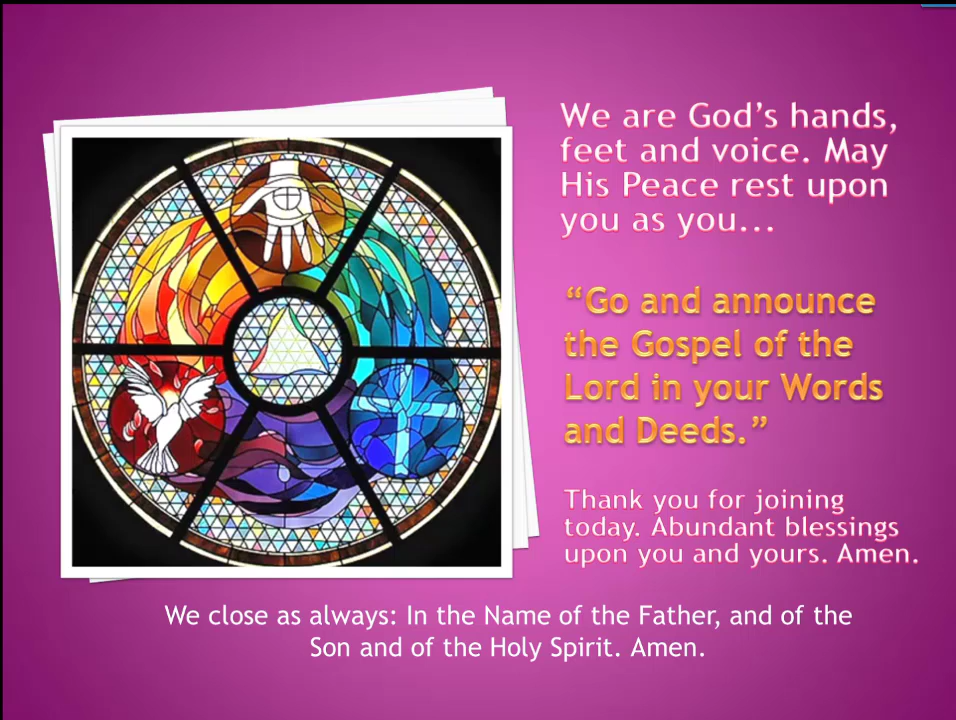 We are God’s hands,
feet and voice. May
His Peace rest upon
you as you...
“Go and announce
the Gospel of the
Lord in your Words
and Deeds.”
Thank you for joining
today. Abundant blessings
upon you and yours. Amen.
We close as always: In the Name of the Father, and of the
Son and of the Holy Spirit. Amen.